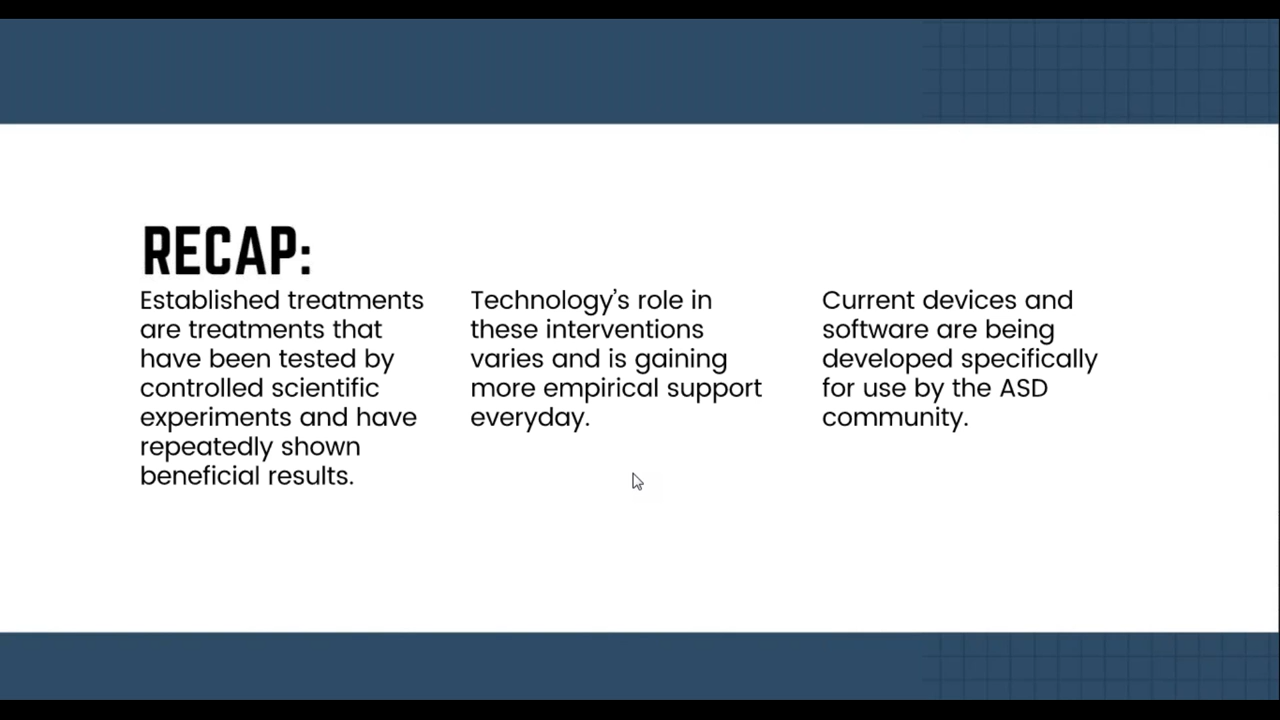 RECAP:
Established treatments
are treatments that
have been tested by
controlled scientific
experiments and have
repeatedly shown
beneficial results.
Technology's role in
these interventions
varies and is gaining
more empirical support
everyday.
Current devices and
software are being
developed specifically
for use by the ASD
community.